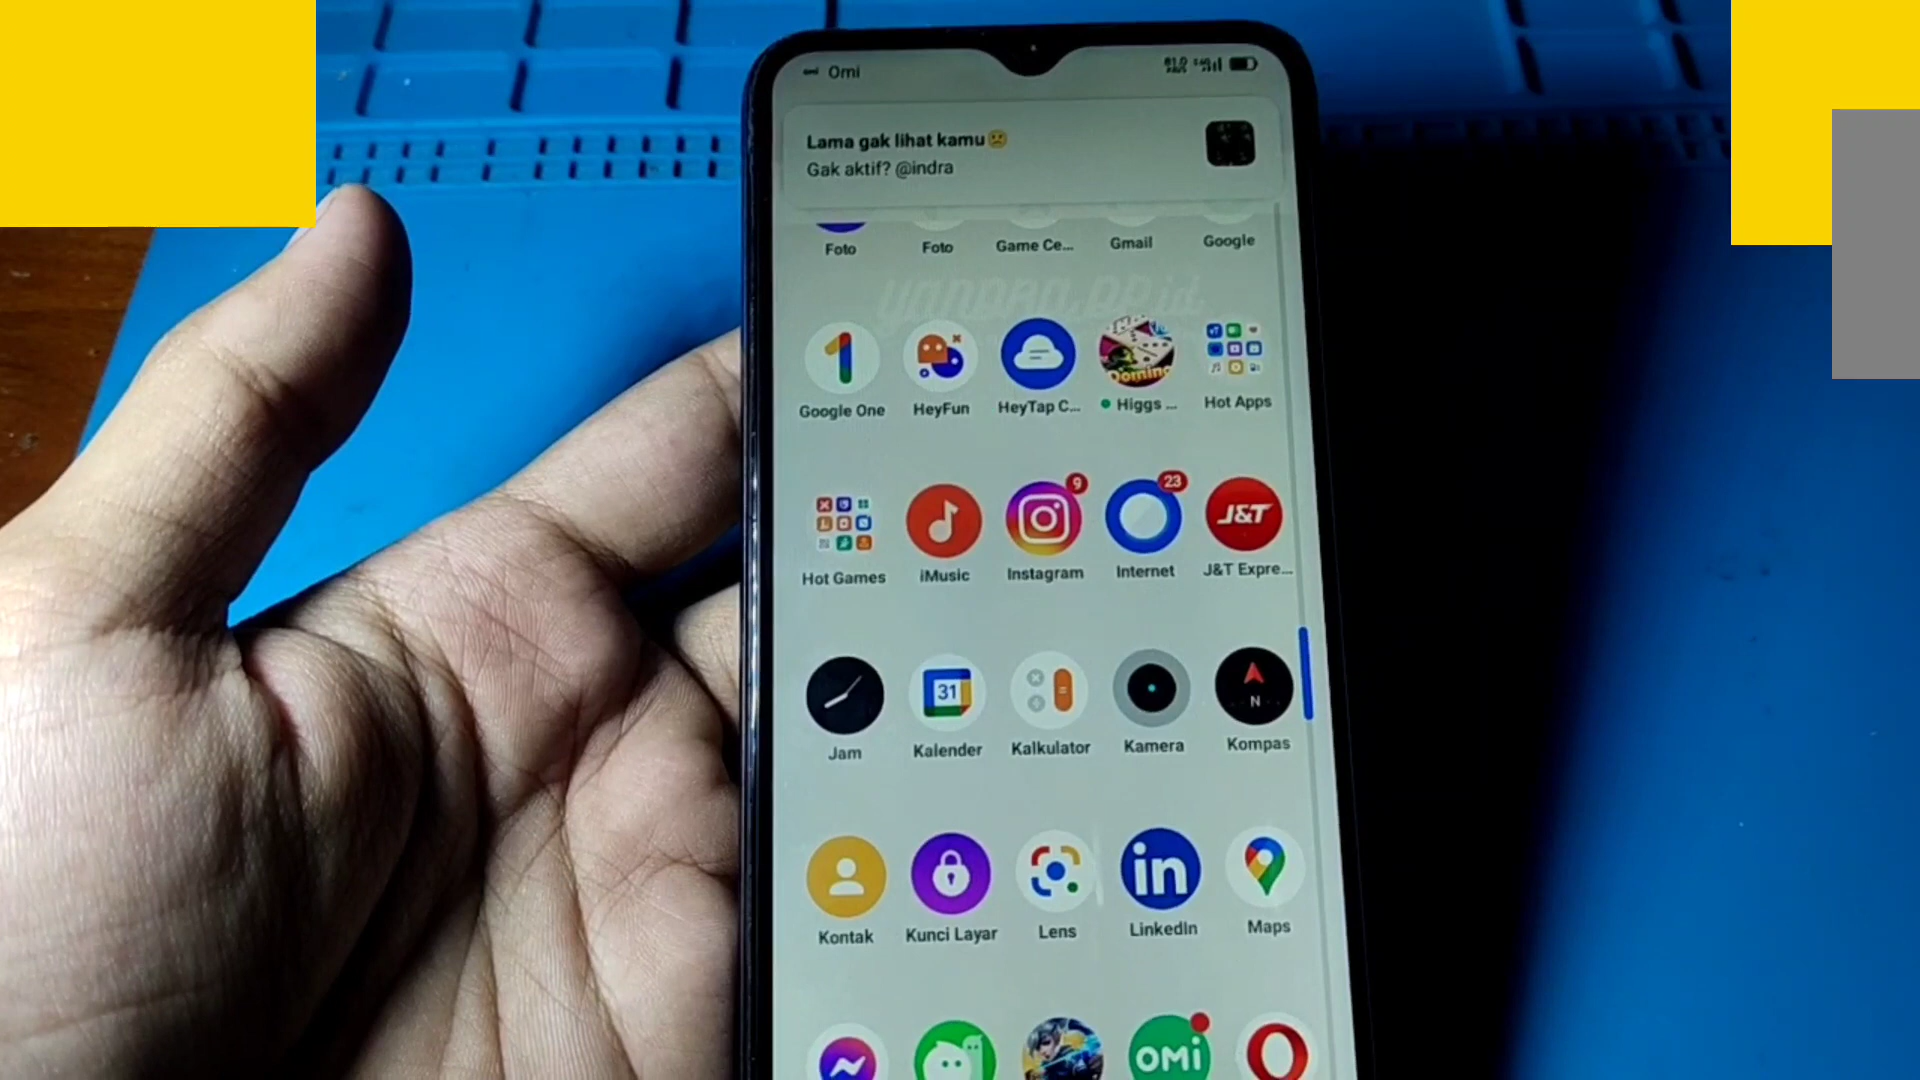 Omi
Lama gak lihat kamu😕
Gak aktif? @indra
Foto Foto Game Ce... Gmail Google
Google One HeyFun HeyTap C... Higgs ... Hot Apps
Domino
9 23
J&T
Hot Games iMusic Instagram Internet J&T Expre...
31
N
Jam Kalender Kalkulator Kamera Kompas
in
Kontak Kunci Layar Lens LinkedIn Maps
OMI